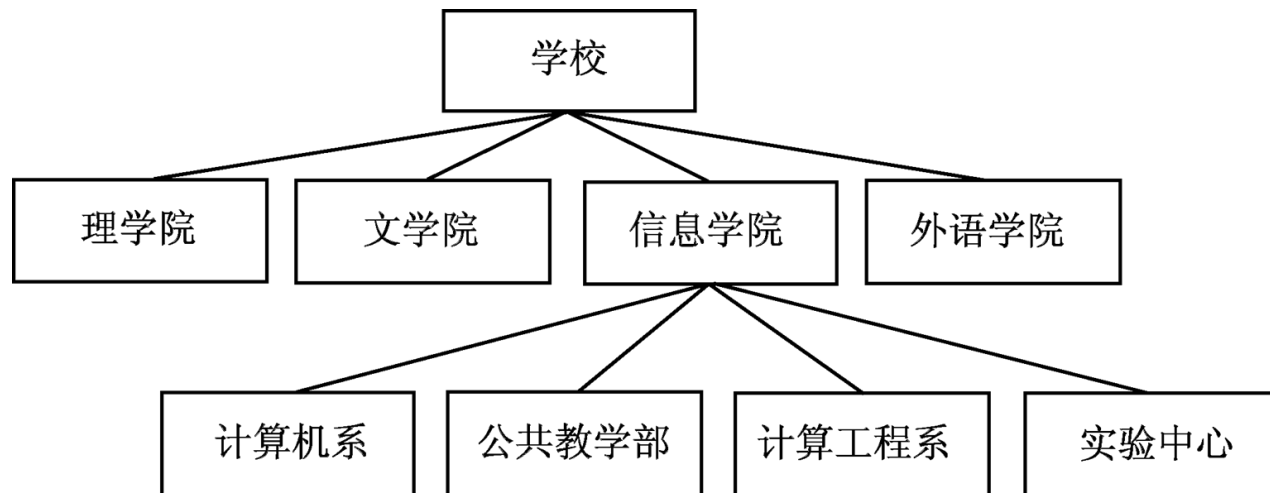 学校
理学院
文学院
信息学院
外语学院
计算机系
公共教学部
计算工程系
实验中心